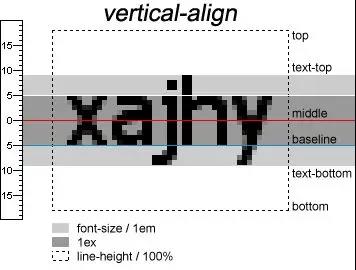 vertical-align
top
15
text-top
10
5
xajhy
middle
0
baseline
5
text-bottom
10
15
bottom
font-size / 1em
1ex
line-height / 100%